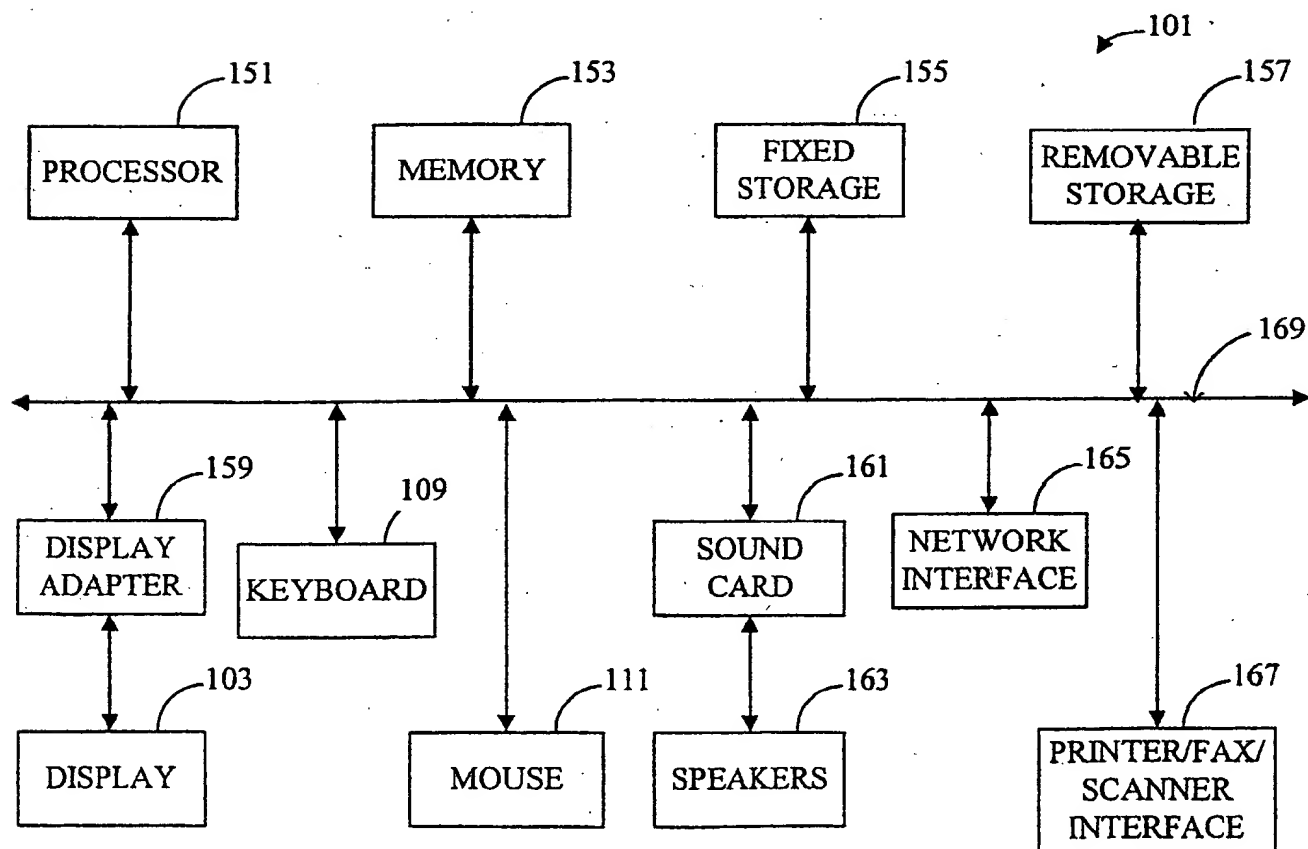 101
151
153
155
157
PROCESSOR
MEMORY
FIXED
STORAGE
REMOVABLE
STORAGE
169
159
109
161
165
DISPLAY
ADAPTER
KEYBOARD
SOUND
CARD
NETWORK
INTERFACE
103
111
163
167
DISPLAY
MOUSE
SPEAKERS
PRINTER/FAX/
SCANNER
INTERFACE